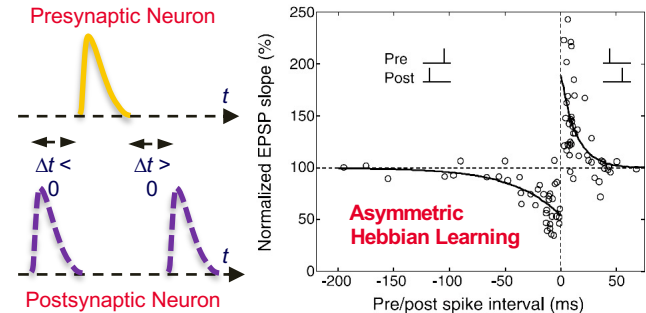 Presynaptic Neuron
t
Δt <
0
Δt >
0
t
Postsynaptic Neuron
Normalized EPSP slope (%)
250
200
150
100
50
0
Pre
Post
Asymmetric
Hebbian Learning
-200
-150
-100
-50
0
50
Pre/post spike interval (ms)